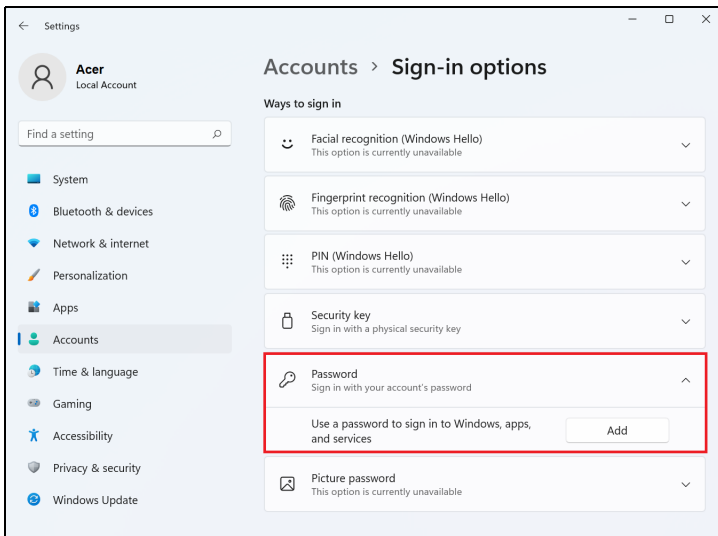 Settings
Acer
Local Account
Find a setting
System
Bluetooth & devices
Network & internet
Personalization
Apps
Accounts
Time & language
Gaming
Accessibility
Privacy & security
Windows Update
Accounts > Sign-in options
Ways to sign in
Facial recognition (Windows Hello)
This option is currently unavailable
Fingerprint recognition (Windows Hello)
This option is currently unavailable
PIN (Windows Hello)
This option is currently unavailable
Security key
Sign in with a physical security key
Password
Sign in with your account's password
Use a password to sign in to Windows, apps,
and services
Add
Picture password
This option is currently unavailable